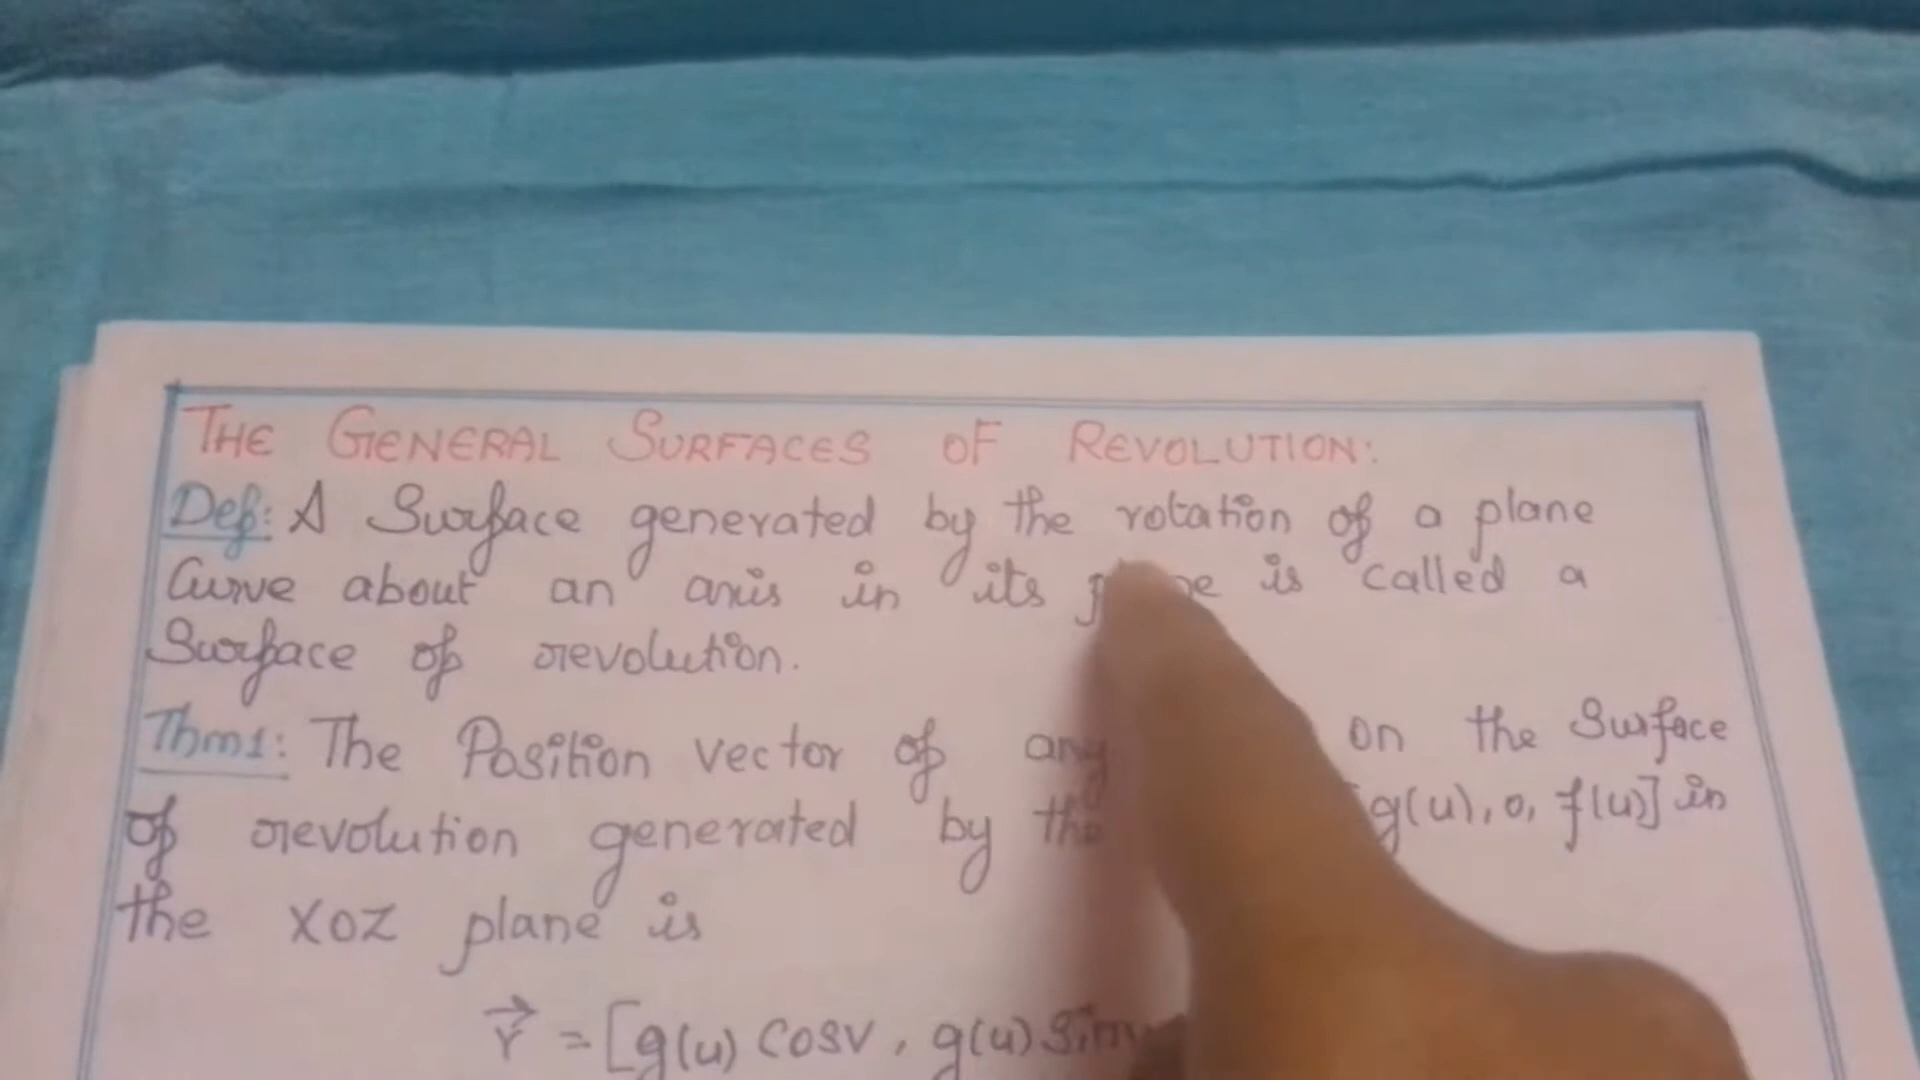 THE GENERAL SURFACES OF REVOLUTION:
Def: A Surface generated by the rotation of a plane
Curve about an axis in its is called a
Surface of revolution.
Thm1: The Position vector of any on the Surface
of revolution generated by the [g(u), 0, f(u)] in
the XOZ plane is
r⃗ = [g(u) cosv, g(u) sinv